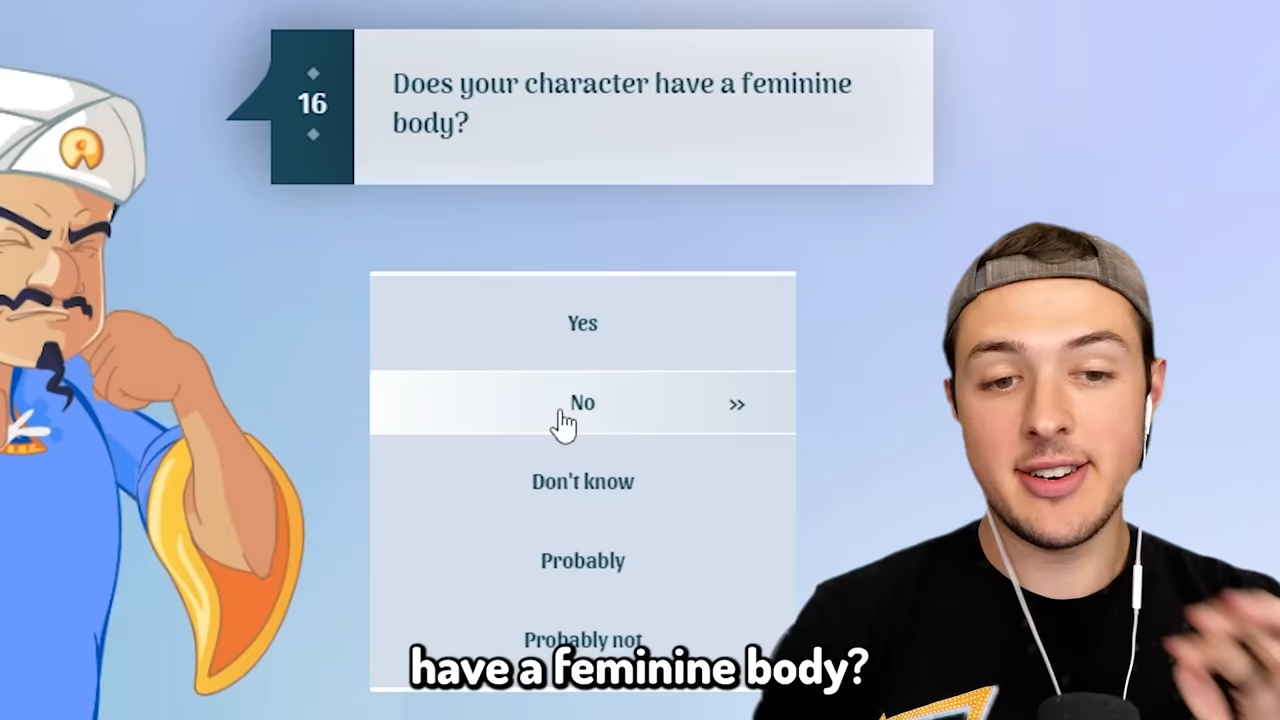 16
Does your character have a feminine
body?
Yes
No »
Don't know
Probably
Probably not
have a feminine body?